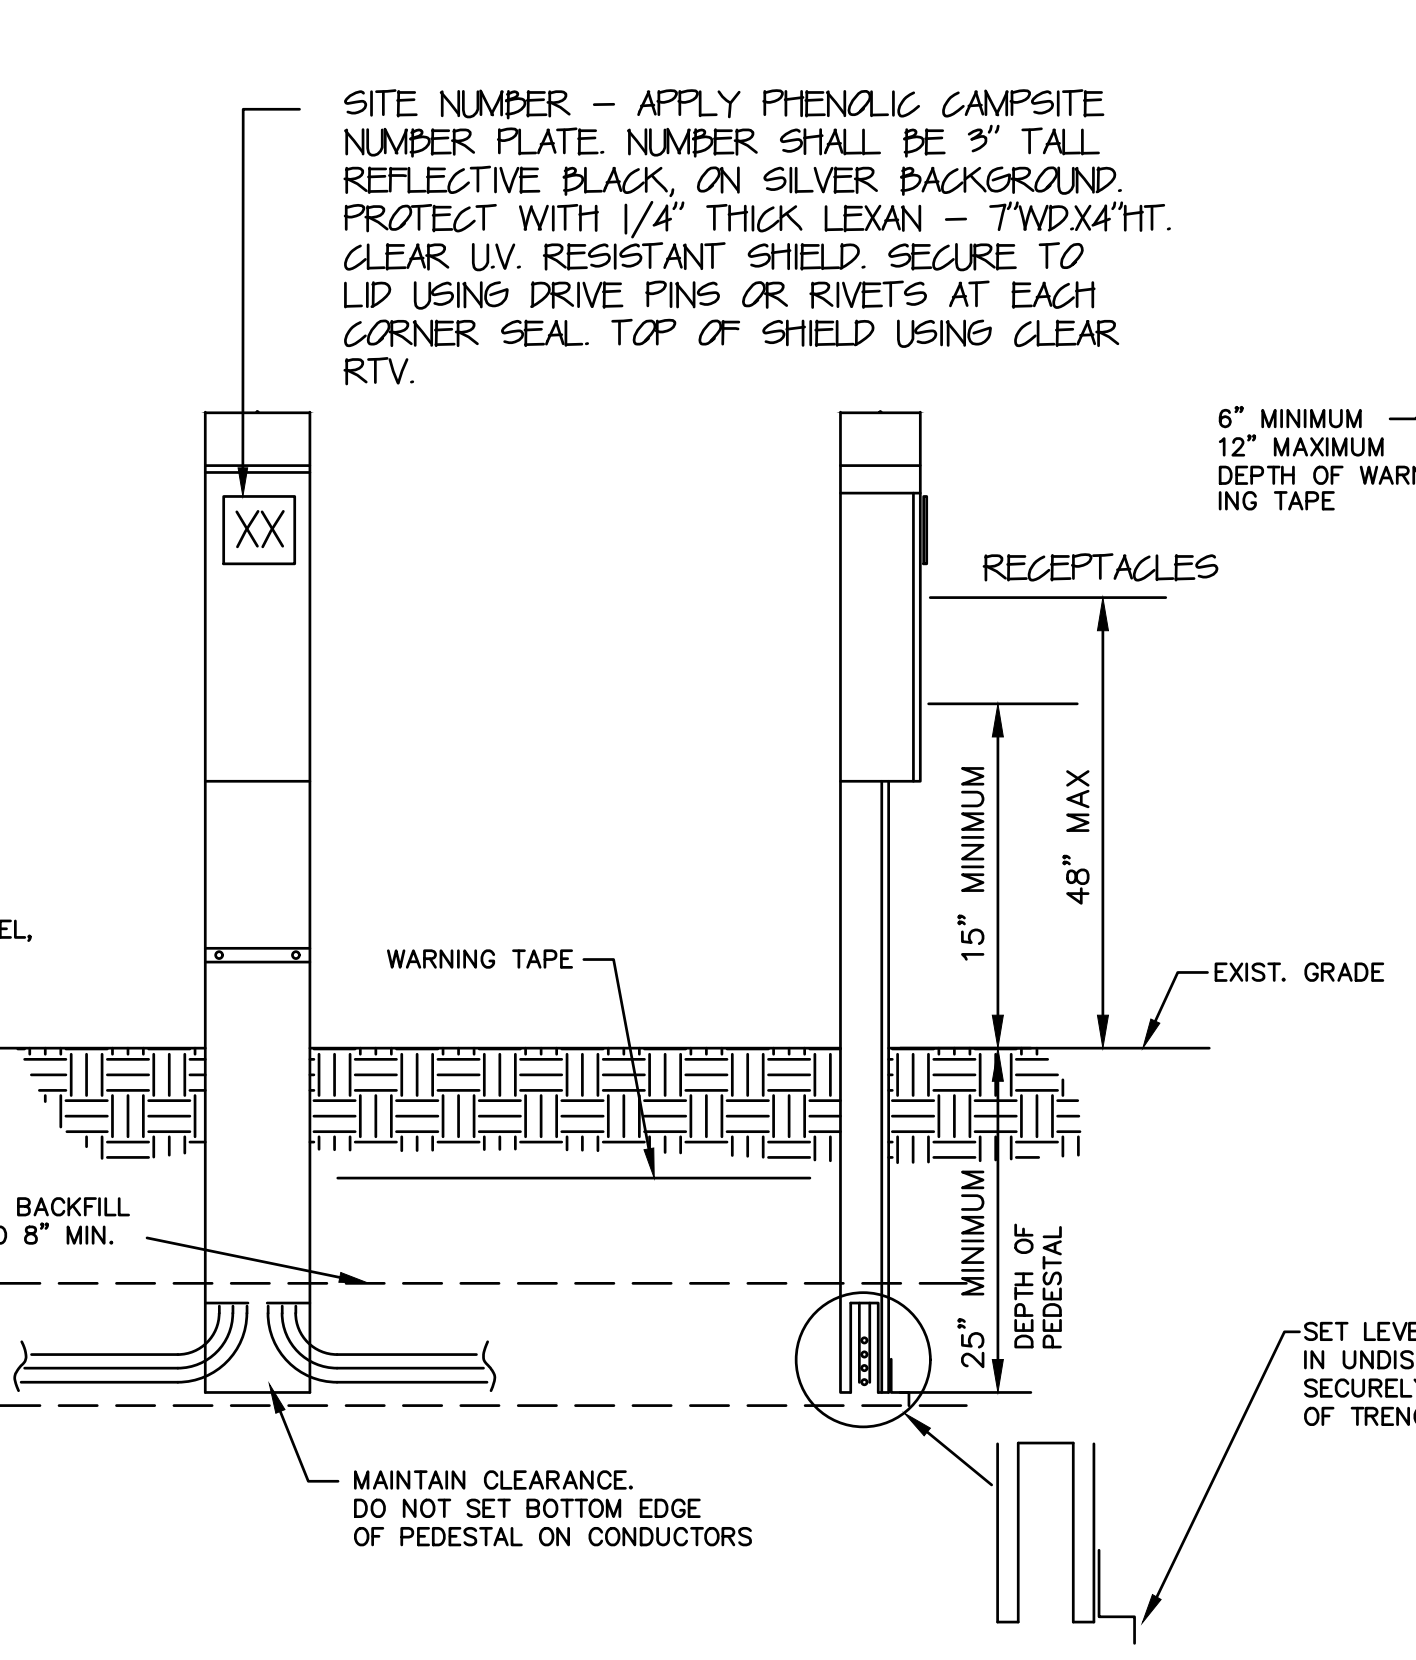 SITE NUMBER – APPLY PHENOLIC CAMPSITE
NUMBER PLATE. NUMBER SHALL BE 3" TALL
REFLECTIVE BLACK, ON SILVER BACKGROUND.
PROTECT WITH 1/4" THICK LEXAN – 7"WD.X4"HT.
CLEAR U.V. RESISTANT SHIELD. SECURE TO
LID USING DRIVE PINS OR RIVETS AT EACH
CORNER SEAL. TOP OF SHIELD USING CLEAR
RTV.
6" MINIMUM
12" MAXIMUM
DEPTH OF WARN
ING TAPE
XX
RECEPTACLES
15" MINIMUM
48" MAX
EL,
WARNING TAPE
EXIST. GRADE
BACKFILL
8" MIN.
25" MINIMUM
DEPTH OF
PEDESTAL
SET LEVE
IN UNDIS
SECURELY
OF TRENC
MAINTAIN CLEARANCE.
DO NOT SET BOTTOM EDGE
OF PEDESTAL ON CONDUCTORS